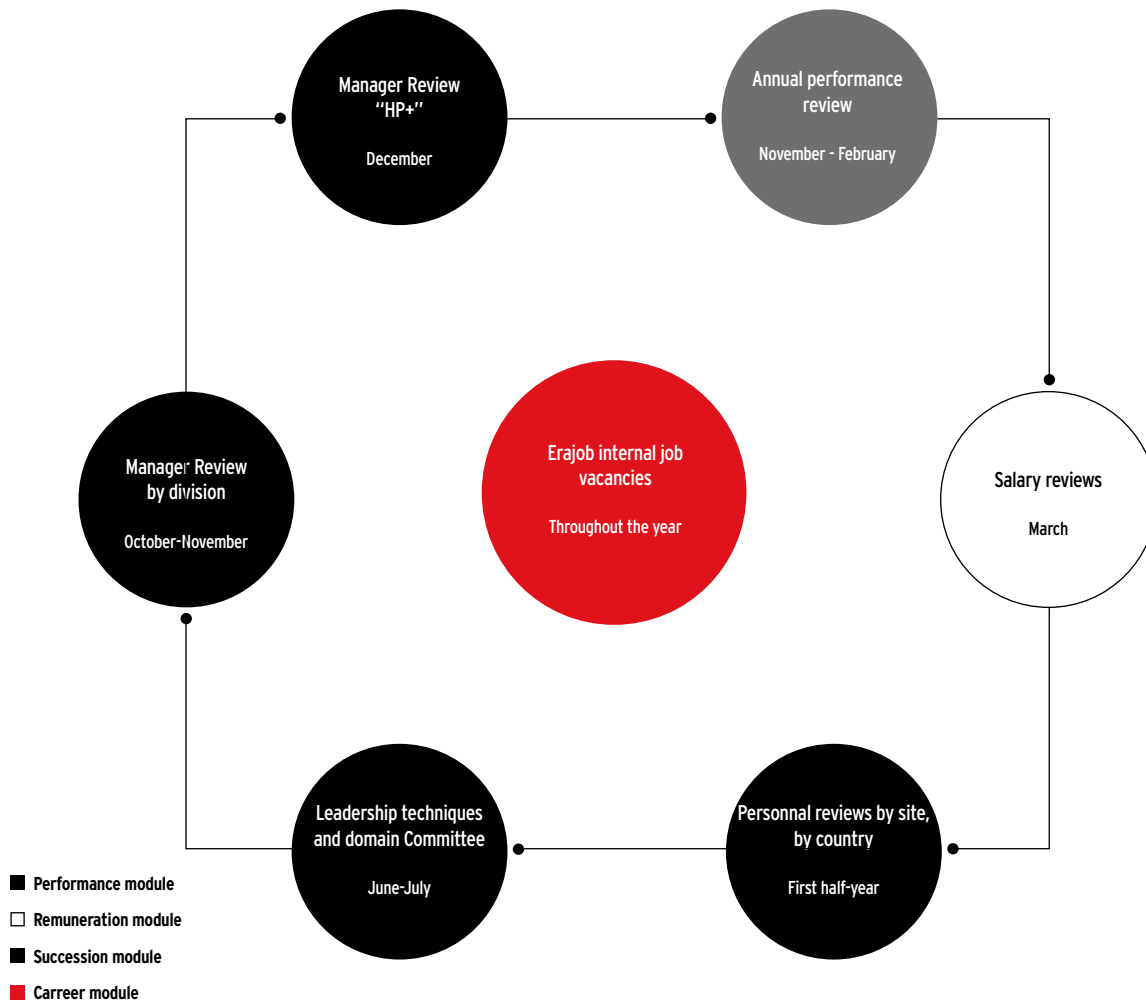 Manager Review
“HP+”
December
Annual performance
review
November - February
Manager Review
by division
October-November
Erajob internal job
vacancies
Throughout the year
Salary reviews
March
Leadership techniques
and domain Committee
June-July
Personnal reviews by site,
by country
First half-year
Performance module
Remuneration module
Succession module
Carreer module